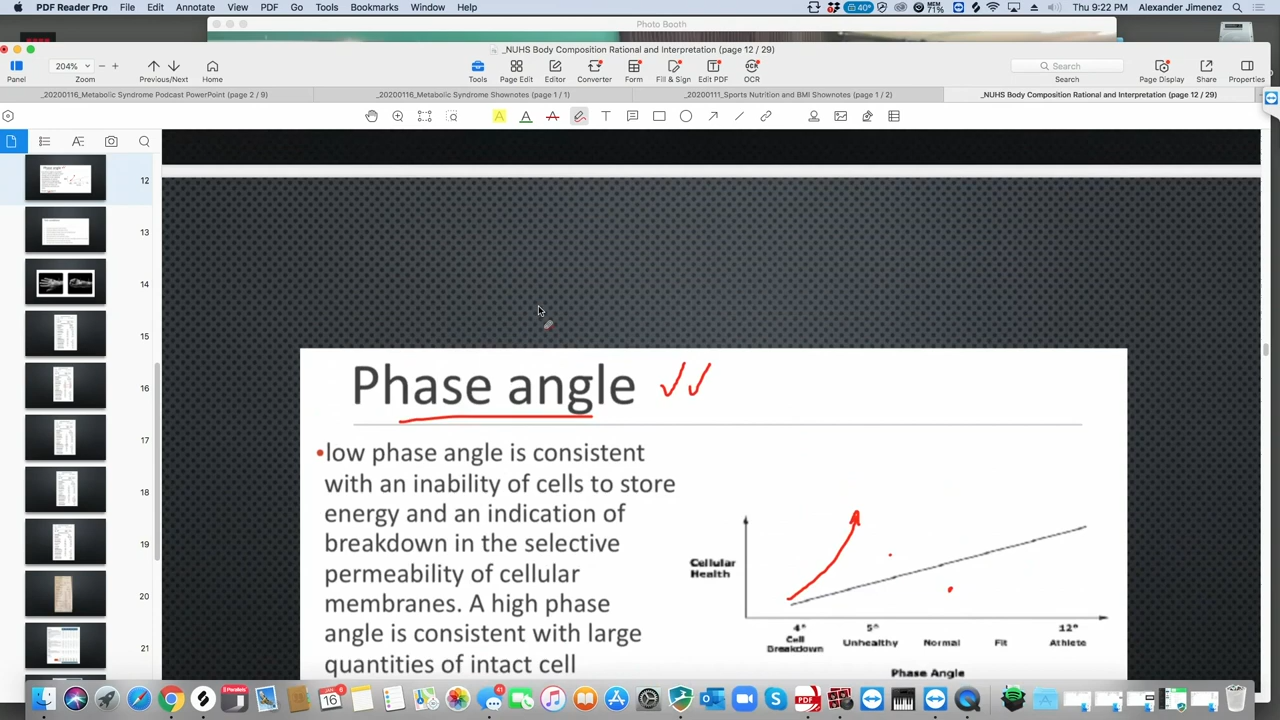 PDF Reader Pro File Edit Annotate View PDF Go Tools Bookmarks Window Help
40° MEM 71% Thu 9:22 PM Alexander Jimenez
Photo Booth
_NUHS Body Composition Rational and Interpretation (page 12 / 29)
204% Search
Panel Zoom Previous/Next Home Tools Page Edit Editor Converter Form Fill & Sign Edit PDF OCR Search Page Display Share Properties
_20200116_Metabolic Syndrome Podcast PowerPoint (page 2 / 9) _20200116_Metabolic Syndrome Shownotes (page 1 / 1) _20200111_Sports Nutrition and BMI Shownotes (page 1 / 2) _NUHS Body Composition Rational and Interpretation (page 12 / 29)
12
13
14
15
16
17
18
19
20
21
Phase angle
•low phase angle is consistent
with an inability of cells to store
energy and an indication of
breakdown in the selective
permeability of cellular
membranes. A high phase
angle is consistent with large
quantities of intact cell
Cellular
Health
4° 5° 12°
Cell
Breakdown Unhealthy Normal Fit Athlete
Phase Angle